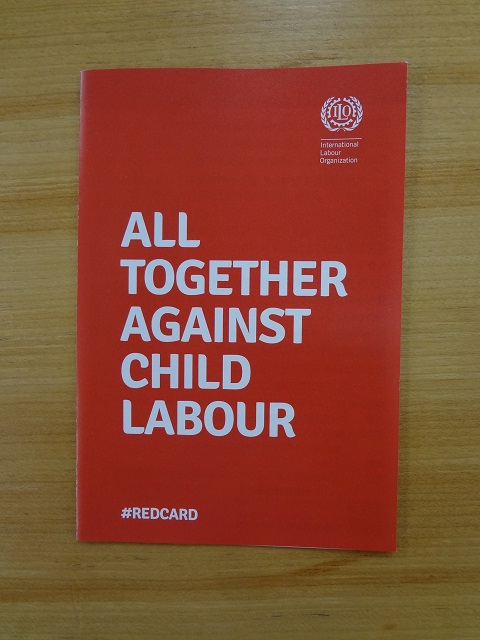 ILO
International
Labour
Organization
ALL
TOGETHER
AGAINST
CHILD
LABOUR
#REDCARD